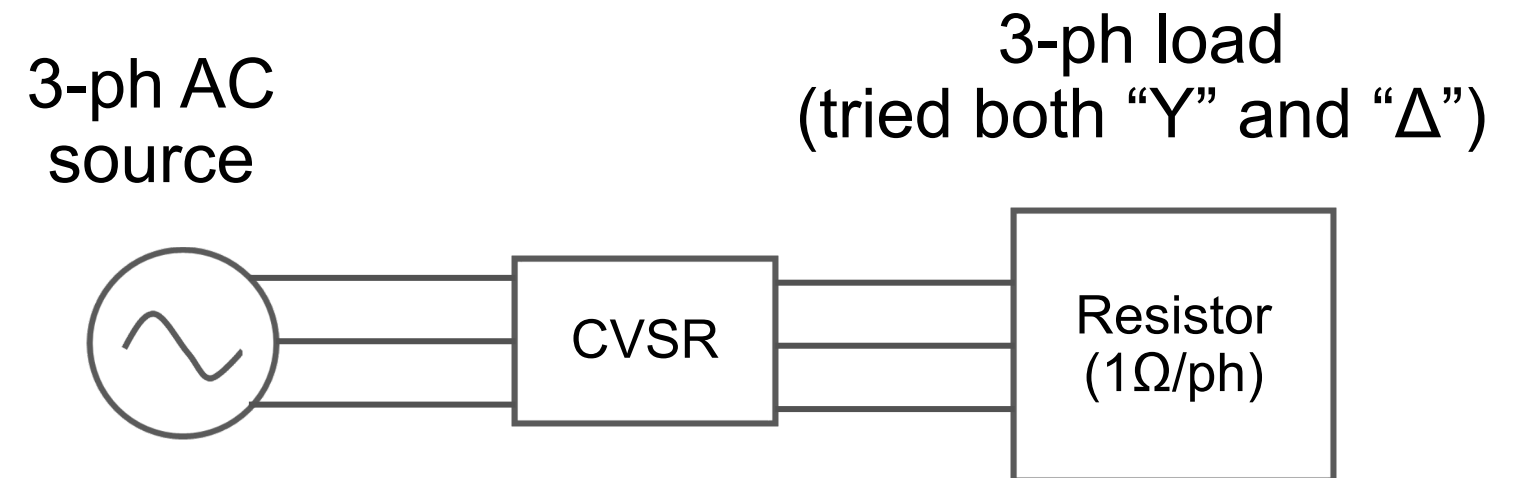 3-ph AC
source
3-ph load
(tried both “Y” and “Δ”)
CVSR
Resistor
(1Ω/ph)